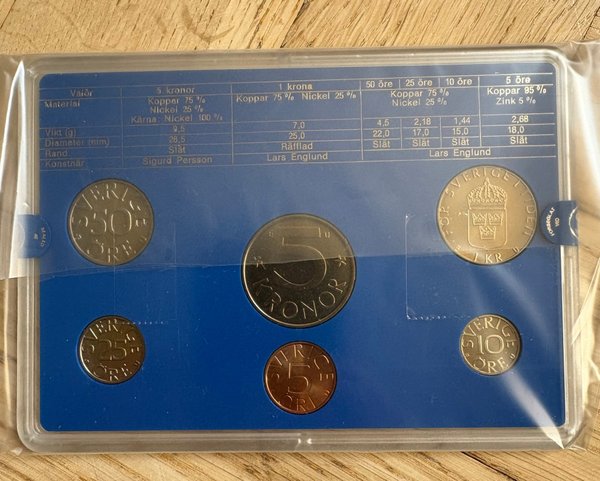 Valör 5 kronor 1 krona 50 öre 25 öre 10 öre 5 öre
Material Koppar 75 % Koppar 75 % Nickel 25 % Koppar 75 % Koppar 95 %
Nickel 25 % Nickel 25 % Zink 5 %
Kärna: Nickel 100 %
Vikt (g) 9,5 7,0 4,5 2,18 1,44 2,68
Diameter (mm) 28,5 25,0 22,0 17,0 15,0 18,0
Rand Slät Räfflad Slät Slät Slät Slät
Konstnär Sigurd Persson Lars Englund Lars Englund
SVERIGE
50
ÖRE
5
KRONOR
FÖR SVERIGE I TIDEN
1 KR
SVERIGE
25
ÖRE
SVERIGE
5
ÖRE
SVERIGE
10
ÖRE